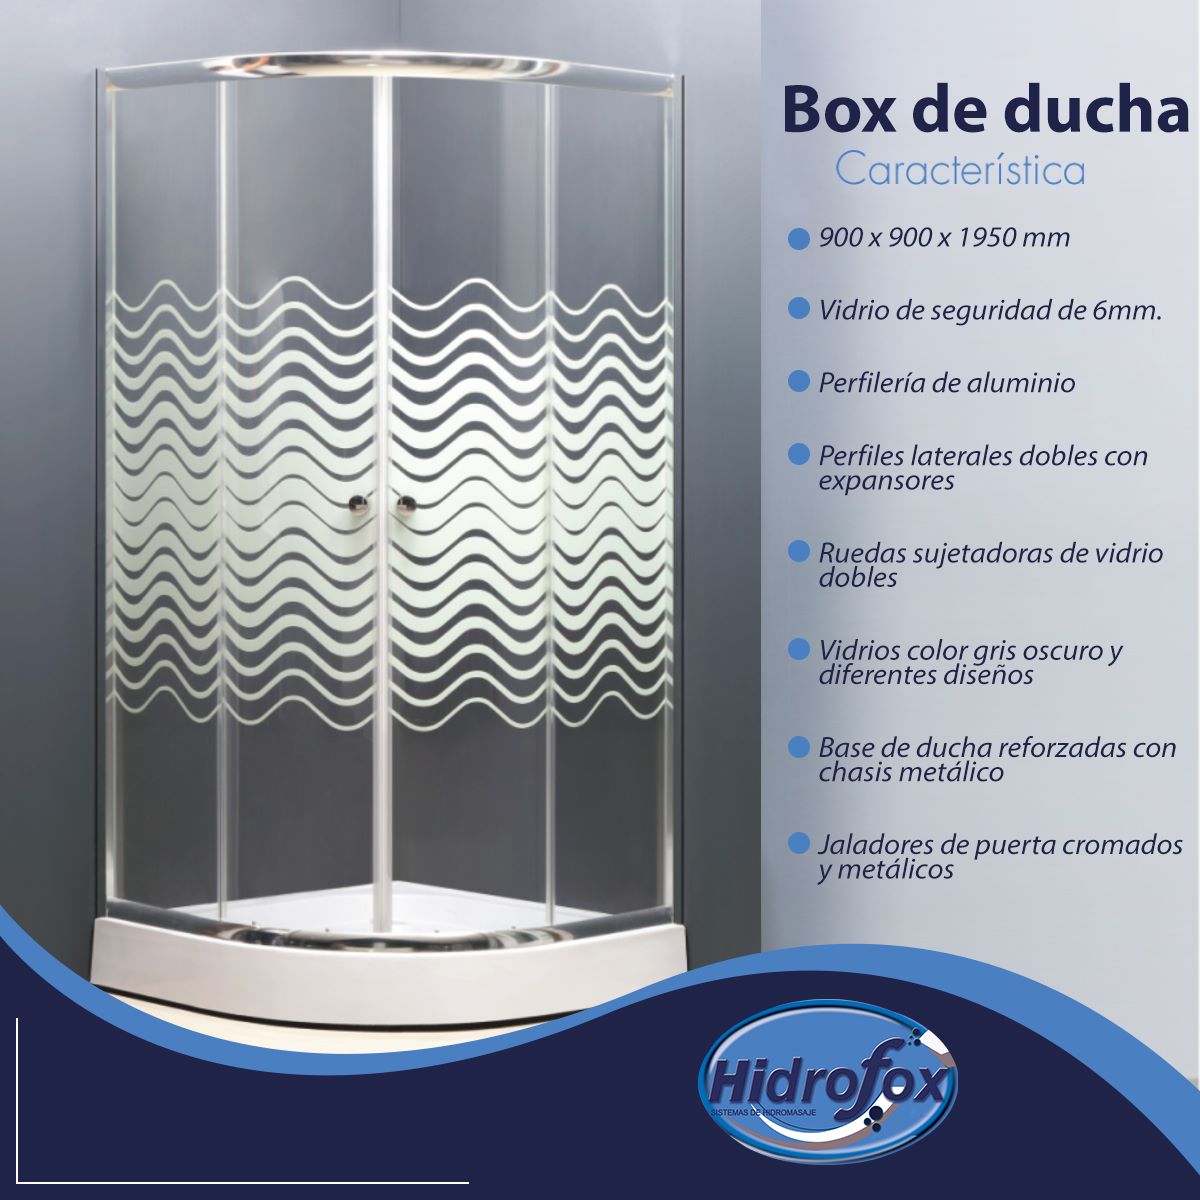 Box de ducha
Característica
900 x 900 x 1950 mm
Vidrio de seguridad de 6mm.
Perfilería de aluminio
Perfiles laterales dobles con
expansores
Ruedas sujetadoras de vidrio
dobles
Vidrios color gris oscuro y
diferentes diseños
Base de ducha reforzadas con
chasis metálico
Jaladores de puerta cromados
y metálicos
Hidrofox
SISTEMAS DE HIDROMASAJE